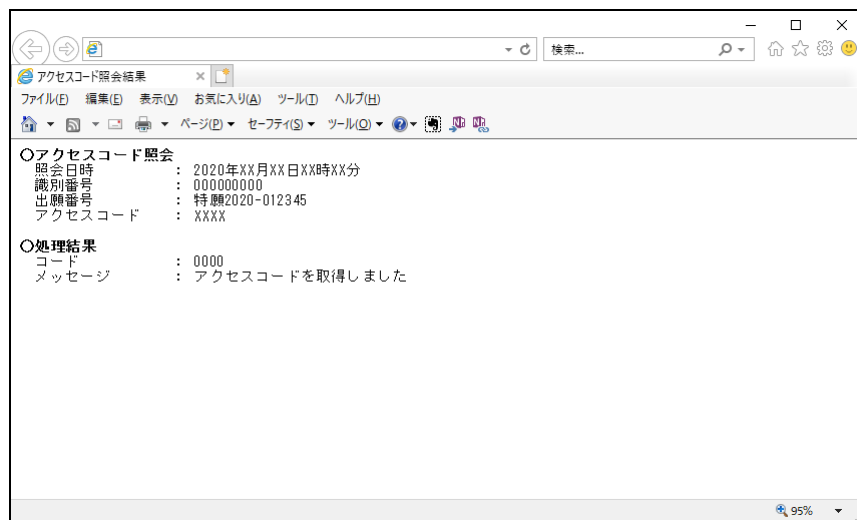 検索...
アクセスコード照会結果
ファイル(F) 編集(E) 表示(V) お気に入り(A) ツール(T) ヘルプ(H)
ページ(P) セーフティ(S) ツール(O)
○アクセスコード照会
照会日時 : 2020年XX月XX日XX時XX分
識別番号 : 000000000
出願番号 : 特願2020-012345
アクセスコード : XXXX
○処理結果
コード : 0000
メッセージ : アクセスコードを取得しました
95%